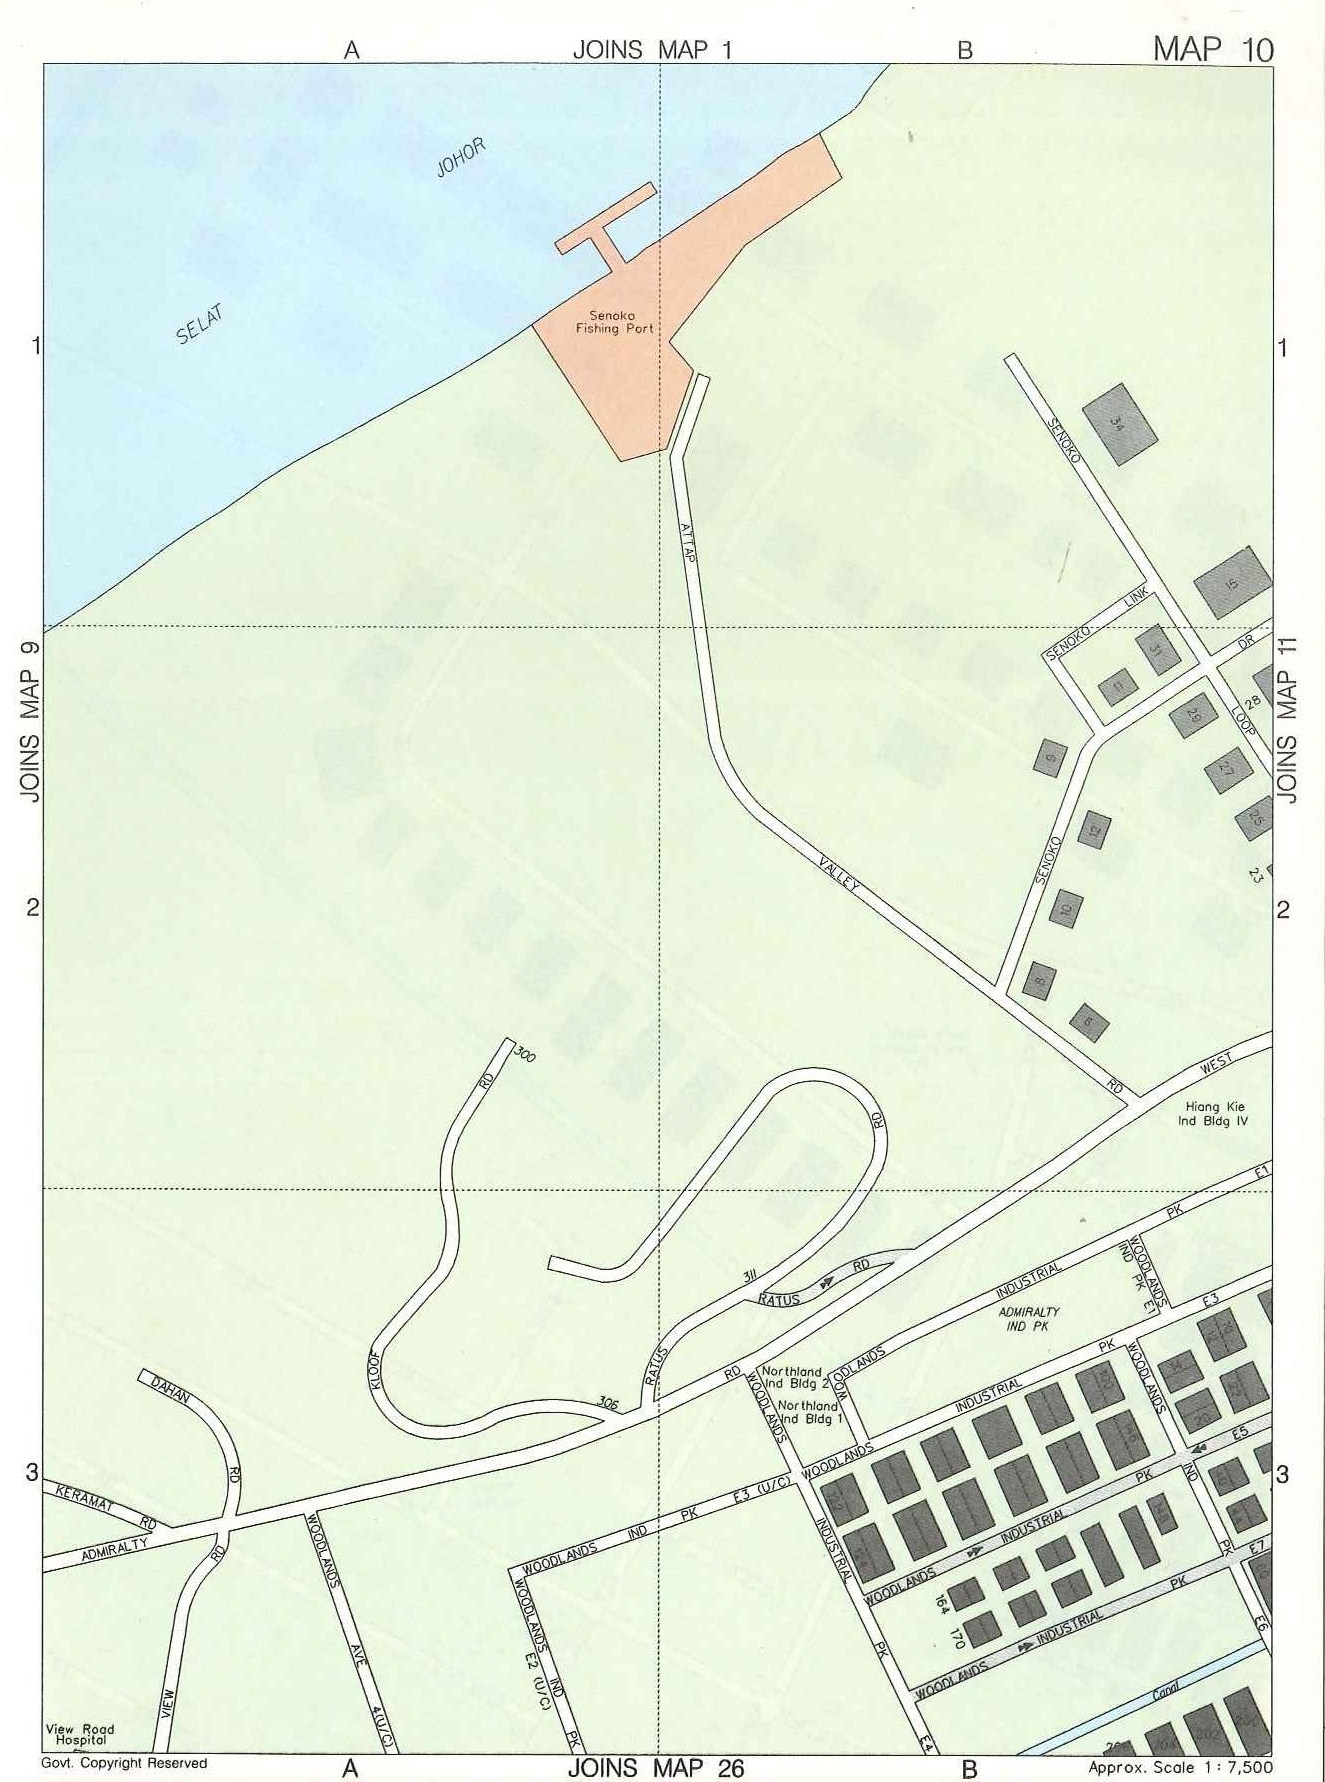 A
JOINS MAP 1
B
MAP 10
JOHOR
SELAT
Senoko
Fishing Port
1
1
34
SENOKO
ATTAP
15
LINK
SENOKO
31
DR
11
JOINS MAP 9
JOINS MAP 11
28
29
LOOP
9
27
25
12
VALLEY
SENOKO
23
2
2
10
8
6
300
RD
RD
WEST
Hiang Kie
Ind Bldg IV
RD
E1
PK
WOODLANDS
IND PK E1
311
RD
RATUS
INDUSTRIAL
ADMIRALTY
IND PK
E3
PK
RATUS
KLOOF
RD
Northland
Ind Bldg 2
WOODLANDS
WOODLANDS
WOODLANDS
Northland
Ind Bldg 1
INDUSTRIAL
DAHAN
306
20
E5
3
3
RD
WOODLANDS
PK
IND
KERAMAT
RD
E3 (U/C)
PK
IND
WOODLANDS
ADMIRALTY
RD
WOODLANDS
INDUSTRIAL
INDUSTRIAL
WOODLANDS
PK
E7
PK
164
170
INDUSTRIAL
WOODLANDS
E6
WOODLANDS
IND
E2 (U/C)
PK
AVE
4(U/C)
VIEW
PK
E4
Canal
202
View Road
Hospital
Govt. Copyright Reserved
A
JOINS MAP 26
B
Approx. Scale 1 : 7,500